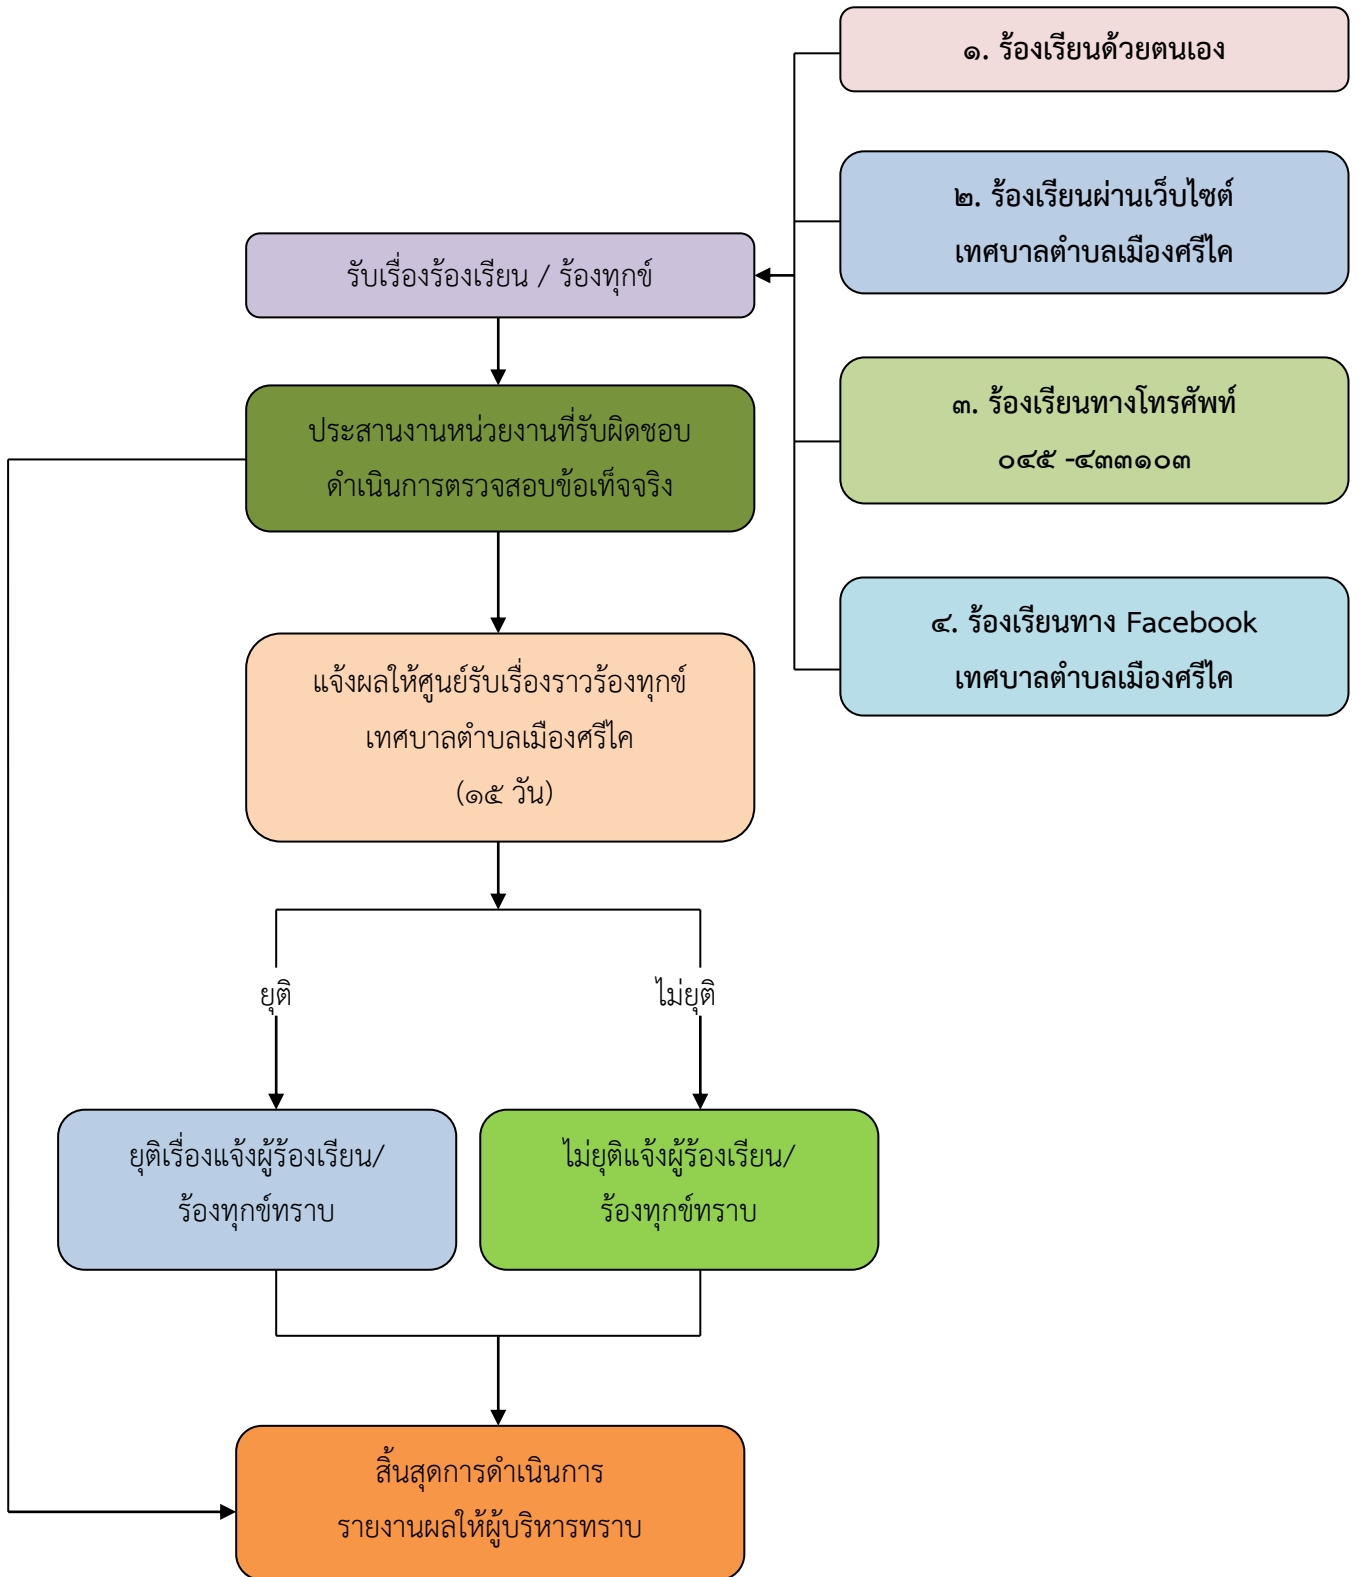 ๑. ร้องเรียนด้วยตนเอง
๒. ร้องเรียนผ่านเว็บไซต์
เทศบาลตำบลเมืองศรีไค
รับเรื่องร้องเรียน / ร้องทุกข์
๓. ร้องเรียนทางโทรศัพท์
๐๔๕ -๔๓๓๑๐๓
ประสานงานหน่วยงานที่รับผิดชอบ
ดำเนินการตรวจสอบข้อเท็จจริง
๔. ร้องเรียนทาง Facebook
เทศบาลตำบลเมืองศรีไค
แจ้งผลให้ศูนย์รับเรื่องราวร้องทุกข์
เทศบาลตำบลเมืองศรีไค
(๑๕ วัน)
ยุติ
ไม่ยุติ
ยุติเรื่องแจ้งผู้ร้องเรียน/
ร้องทุกข์ทราบ
ไม่ยุติแจ้งผู้ร้องเรียน/
ร้องทุกข์ทราบ
สิ้นสุดการดำเนินการ
รายงานผลให้ผู้บริหารทราบ